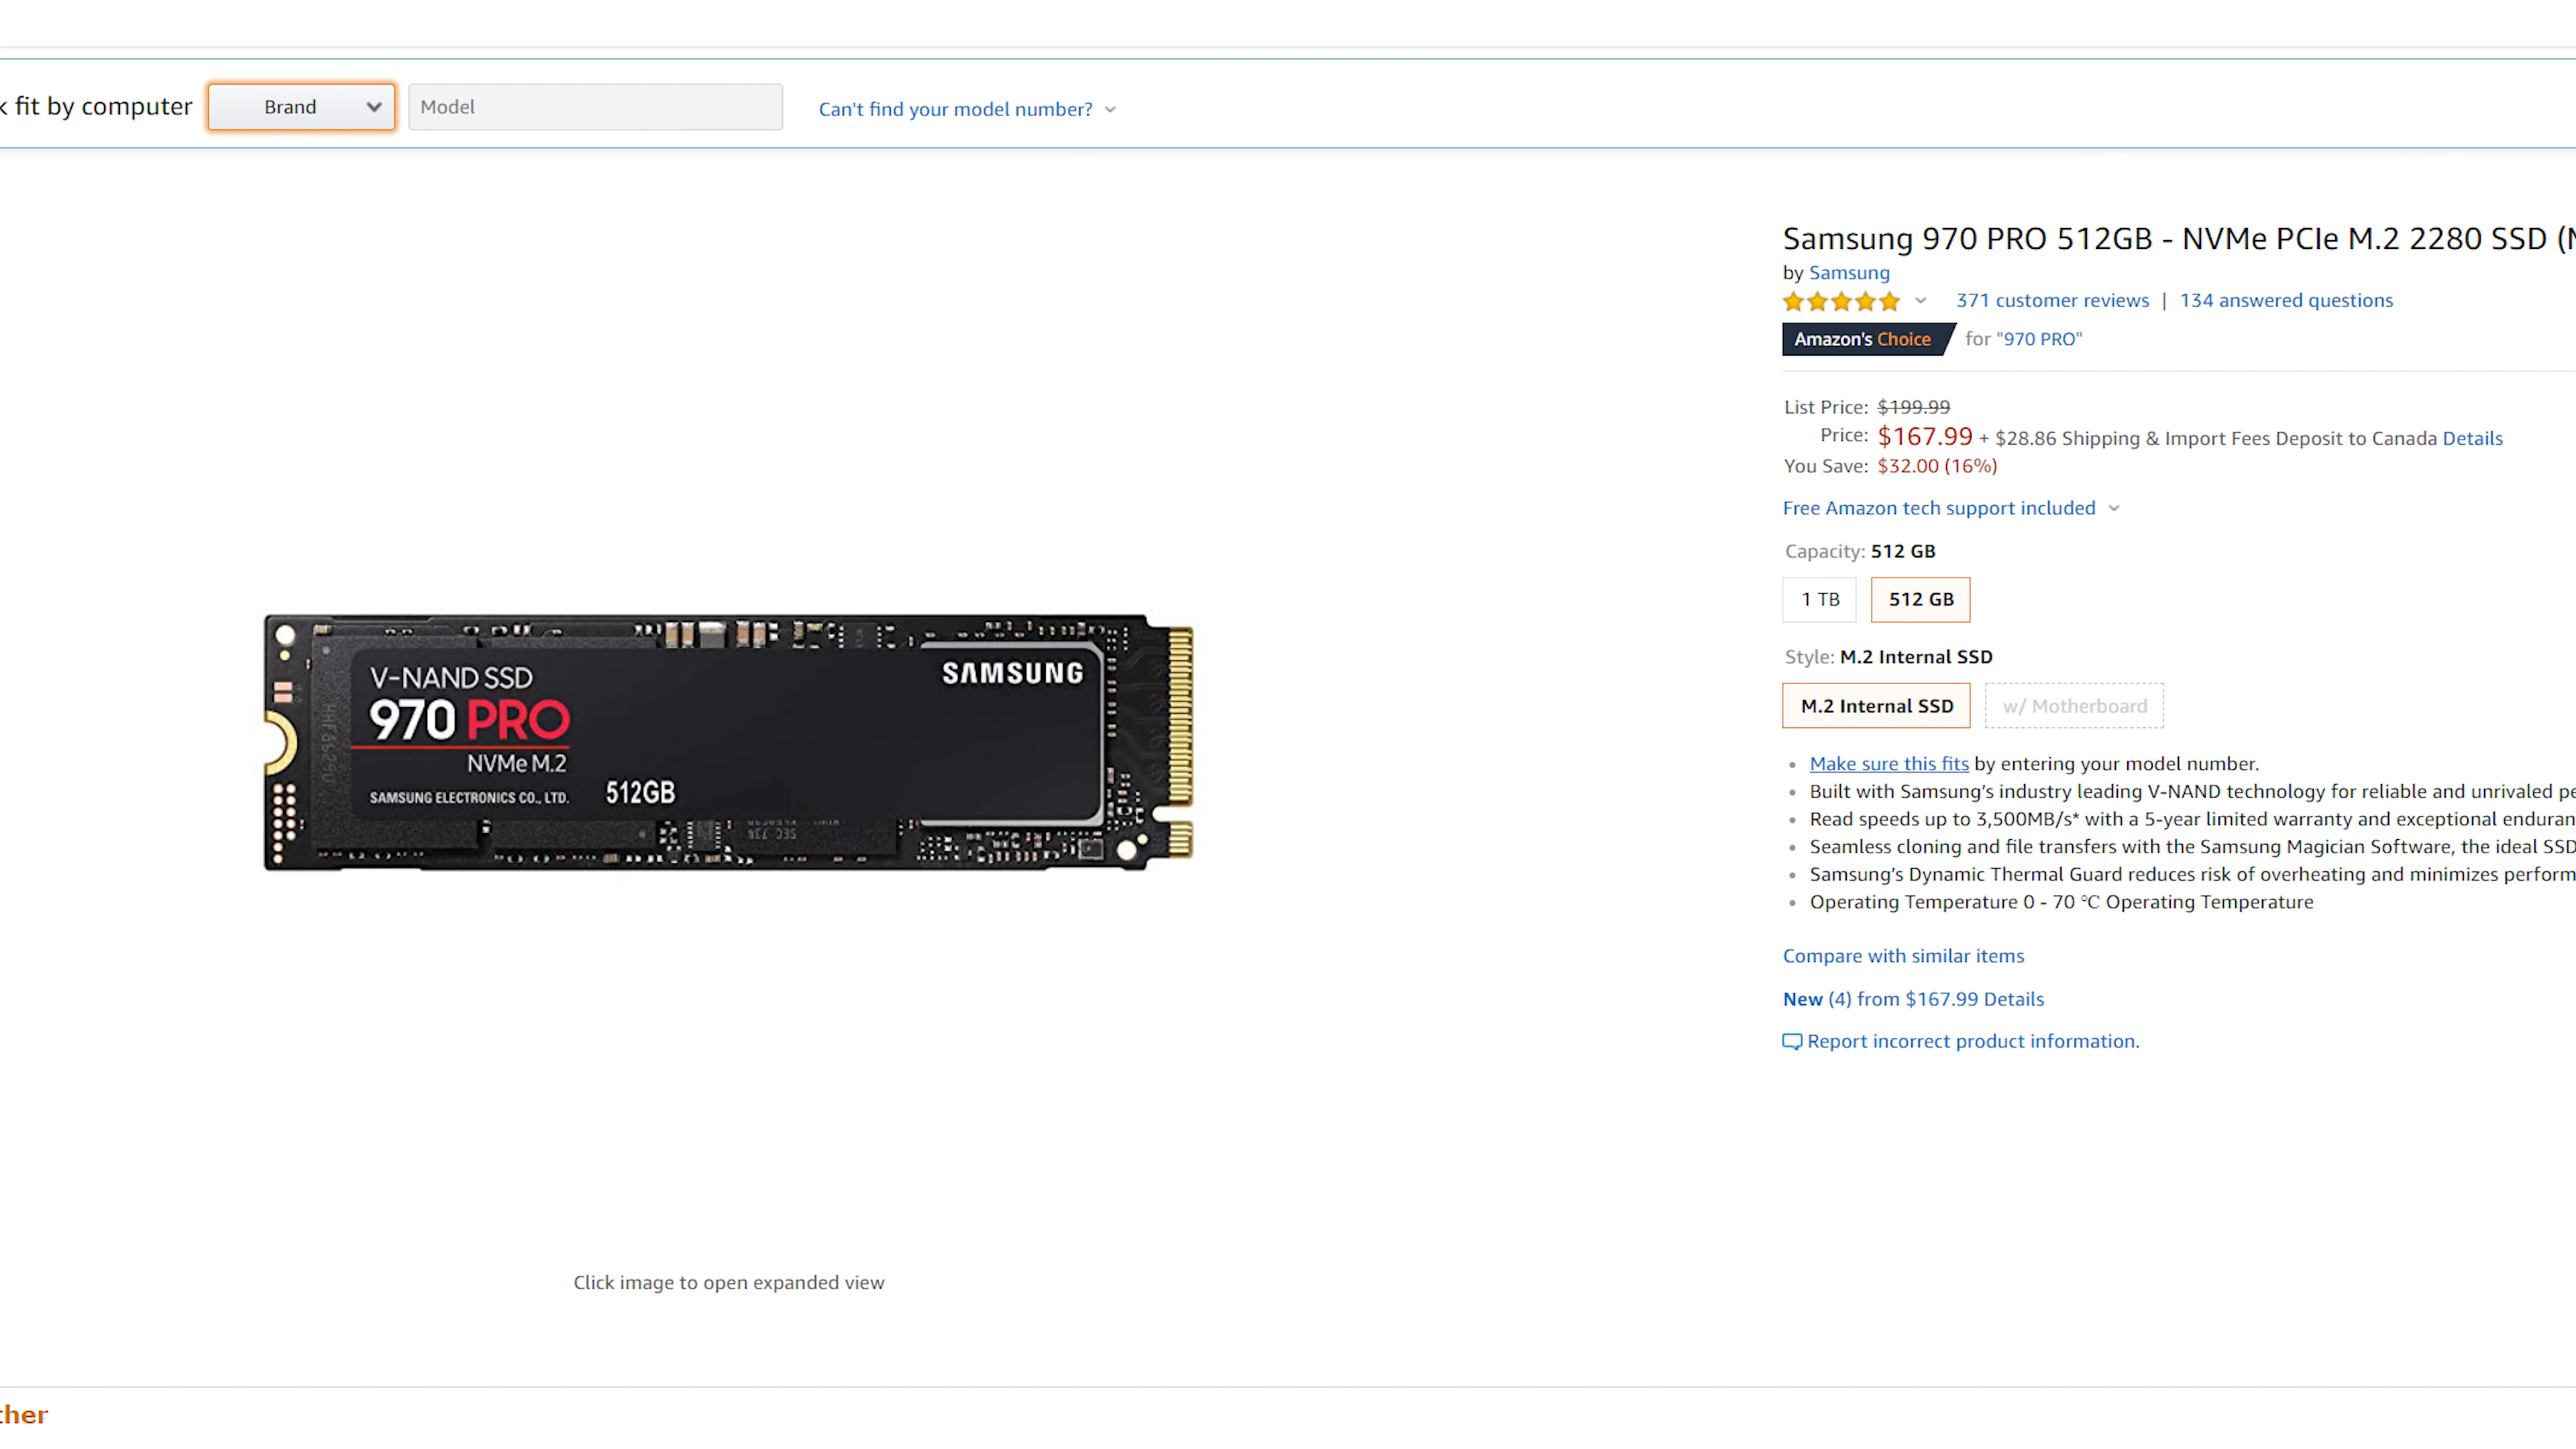 fit by computer
Brand
Model
Can't find your model number?
Samsung 970 PRO 512GB - NVMe PCIe M.2 2280 SSD
by Samsung
371 customer reviews | 134 answered questions
Amazon's Choice for "970 PRO"
List Price: $199.99
Price: $167.99 + $28.86 Shipping & Import Fees Deposit to Canada Details
You Save: $32.00 (16%)
Free Amazon tech support included
Capacity: 512 GB
1 TB
512 GB
Style: M.2 Internal SSD
M.2 Internal SSD
w/ Motherboard
• Make sure this fits by entering your model number.
• Built with Samsung’s industry leading V-NAND technology for reliable and unrivaled
• Read speeds up to 3,500MB/s* with a 5-year limited warranty and exceptional
• Seamless cloning and file transfers with the Samsung Magician Software, the ideal SSD
• Samsung’s Dynamic Thermal Guard reduces risk of overheating and minimizes
• Operating Temperature 0 - 70 ℃ Operating Temperature
Compare with similar items
New (4) from $167.99 Details
Report incorrect product information.
V-NAND SSD
970 PRO
NVMe M.2
SAMSUNG ELECTRONICS CO., LTD.
512GB
SAMSUNG
Click image to open expanded view